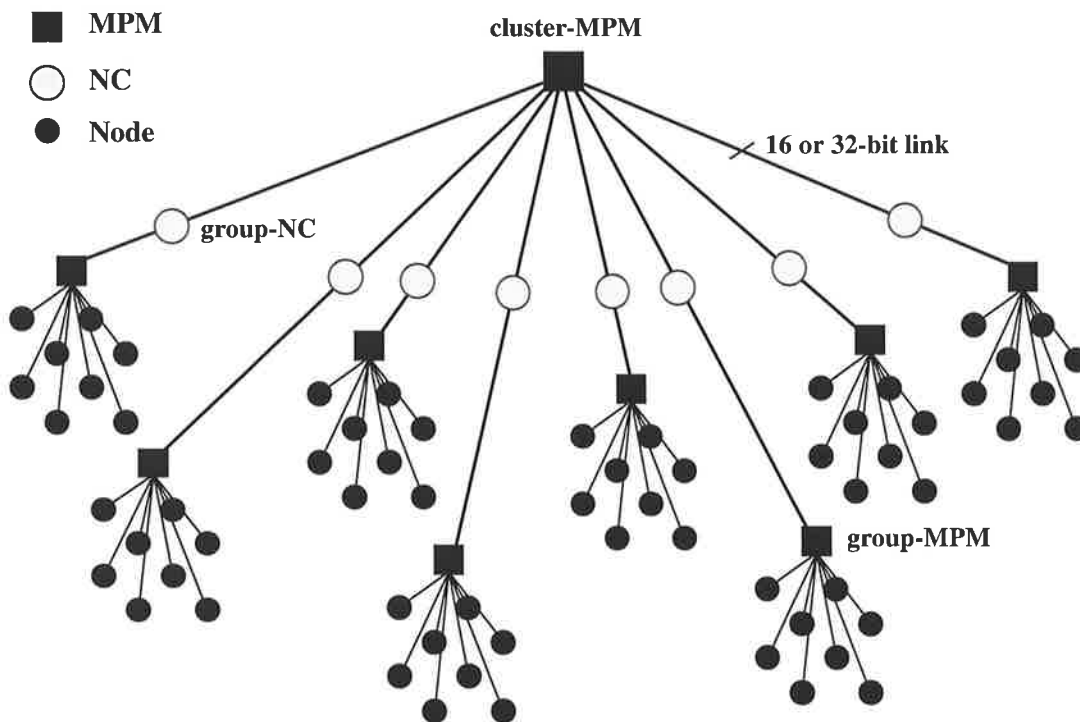 MPM
NC
Node
cluster-MPM
16 or 32-bit link
group-NC
group-MPM